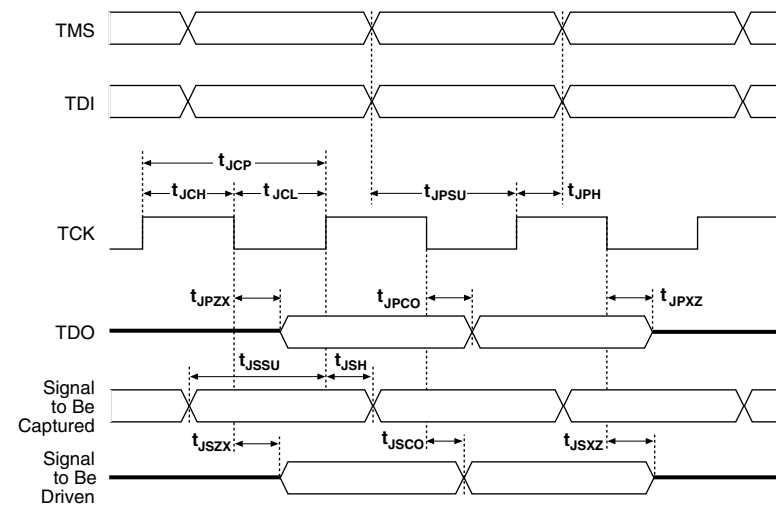 TMS
TDI
tJCP
tJCH
tJCL
tJPSU
tJPH
TCK
tJPZX
tJPCO
tJPXZ
TDO
tJSSU
tJSH
Signal
to Be
Captured
tJSZX
tJSCO
tJSXZ
Signal
to Be
Driven